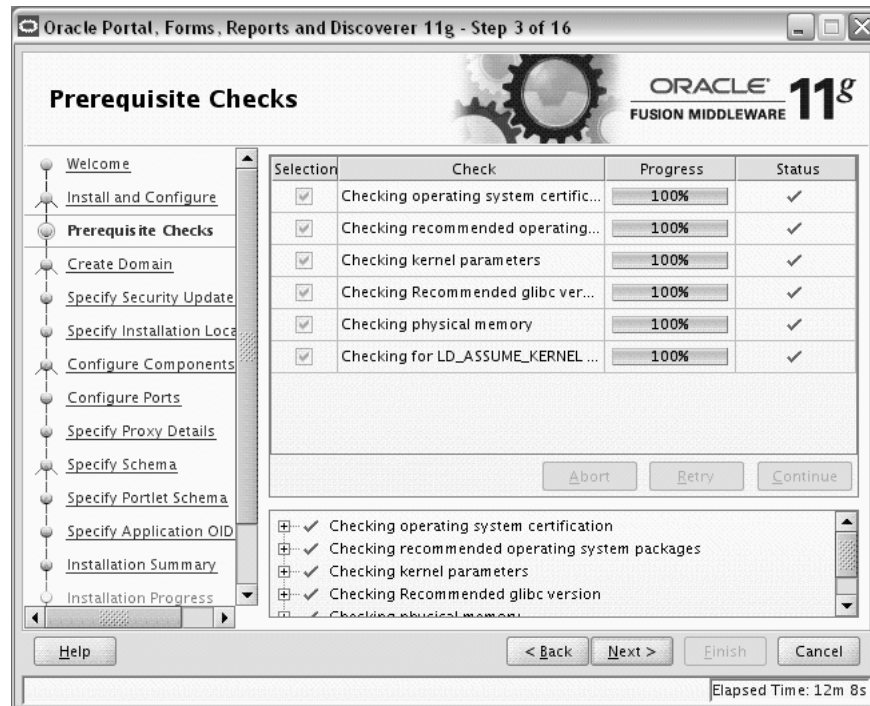 Oracle Portal, Forms, Reports and Discoverer 11g - Step 3 of 16
Prerequisite Checks
ORACLE
FUSION MIDDLEWARE
11g
Welcome
Install and Configure
Prerequisite Checks
Create Domain
Specify Security Update
Specify Installation Loca
Configure Components
Configure Ports
Specify Proxy Details
Specify Schema
Specify Portlet Schema
Specify Application OID
Installation Summary
Installation Progress
Selection Check Progress Status
Checking operating system certific... 100%
Checking recommended operating... 100%
Checking kernel parameters 100%
Checking Recommended glibc ver... 100%
Checking physical memory 100%
Checking for LD_ASSUME_KERNEL ... 100%
Abort Retry Continue
Checking operating system certification
Checking recommended operating system packages
Checking kernel parameters
Checking Recommended glibc version
Checking physical memory
Help < Back Next > Finish Cancel
Elapsed Time: 12m 8s